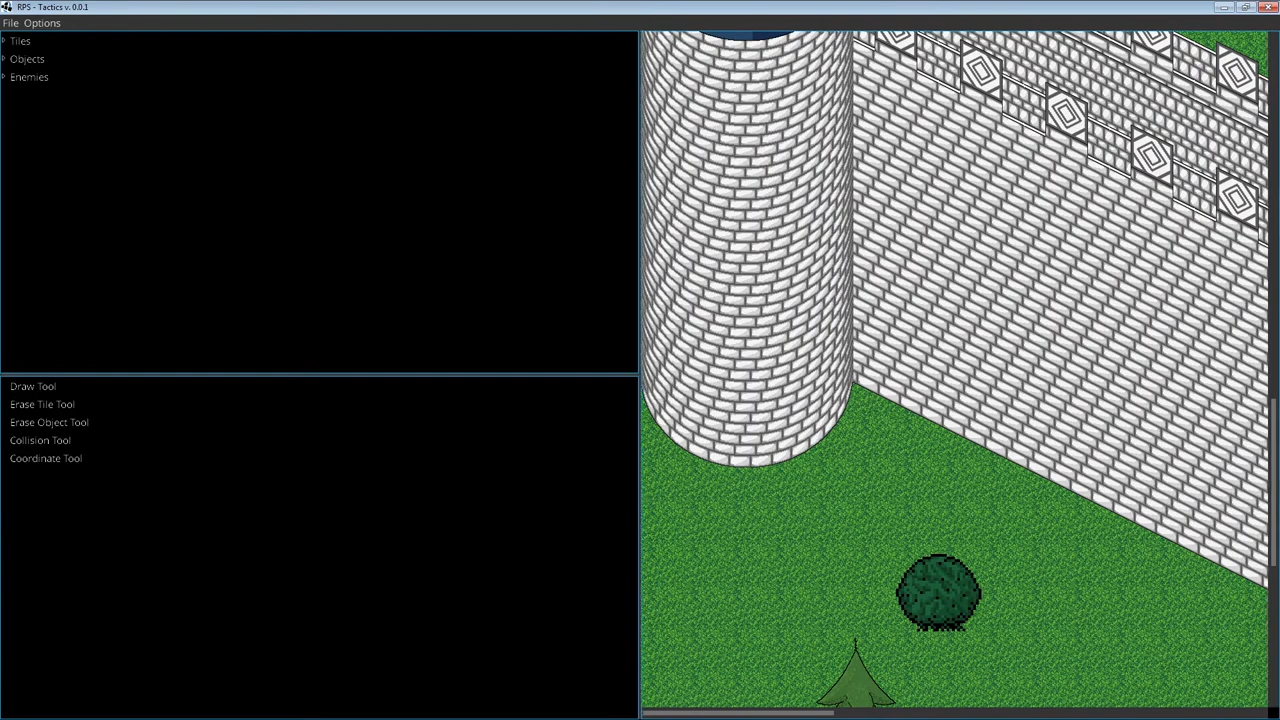 RPS - Tactics v. 0.0.1
File Options
Tiles
Objects
Enemies
Draw Tool
Erase Tile Tool
Erase Object Tool
Collision Tool
Coordinate Tool